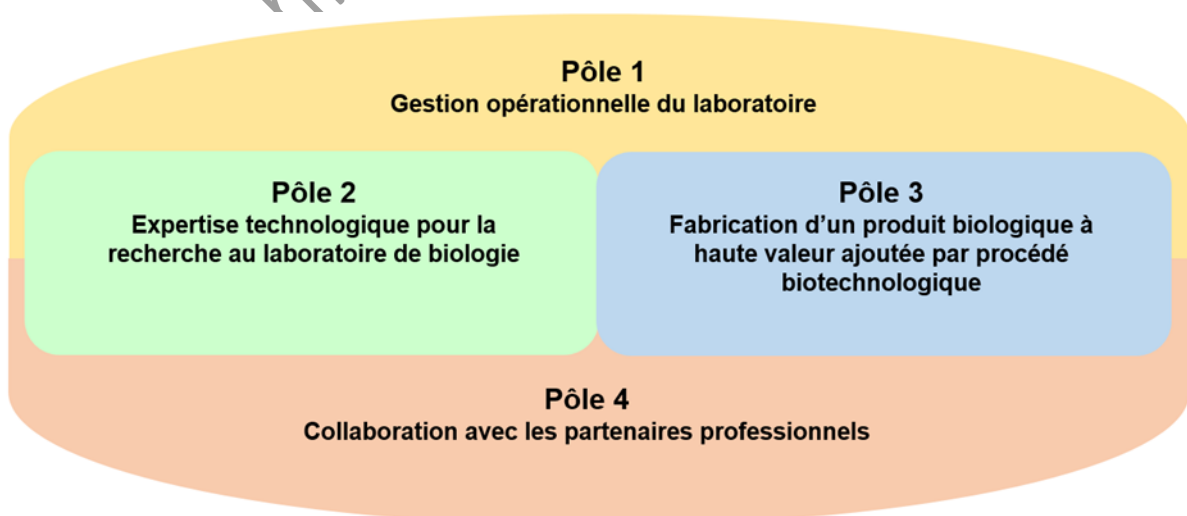 Pôle 1
Gestion opérationnelle du laboratoire
Pôle 2
Expertise technologique pour la
recherche au laboratoire de biologie
Pôle 3
Fabrication d'un produit biologique à
haute valeur ajoutée par procédé
biotechnologique
Pôle 4
Collaboration avec les partenaires professionnels